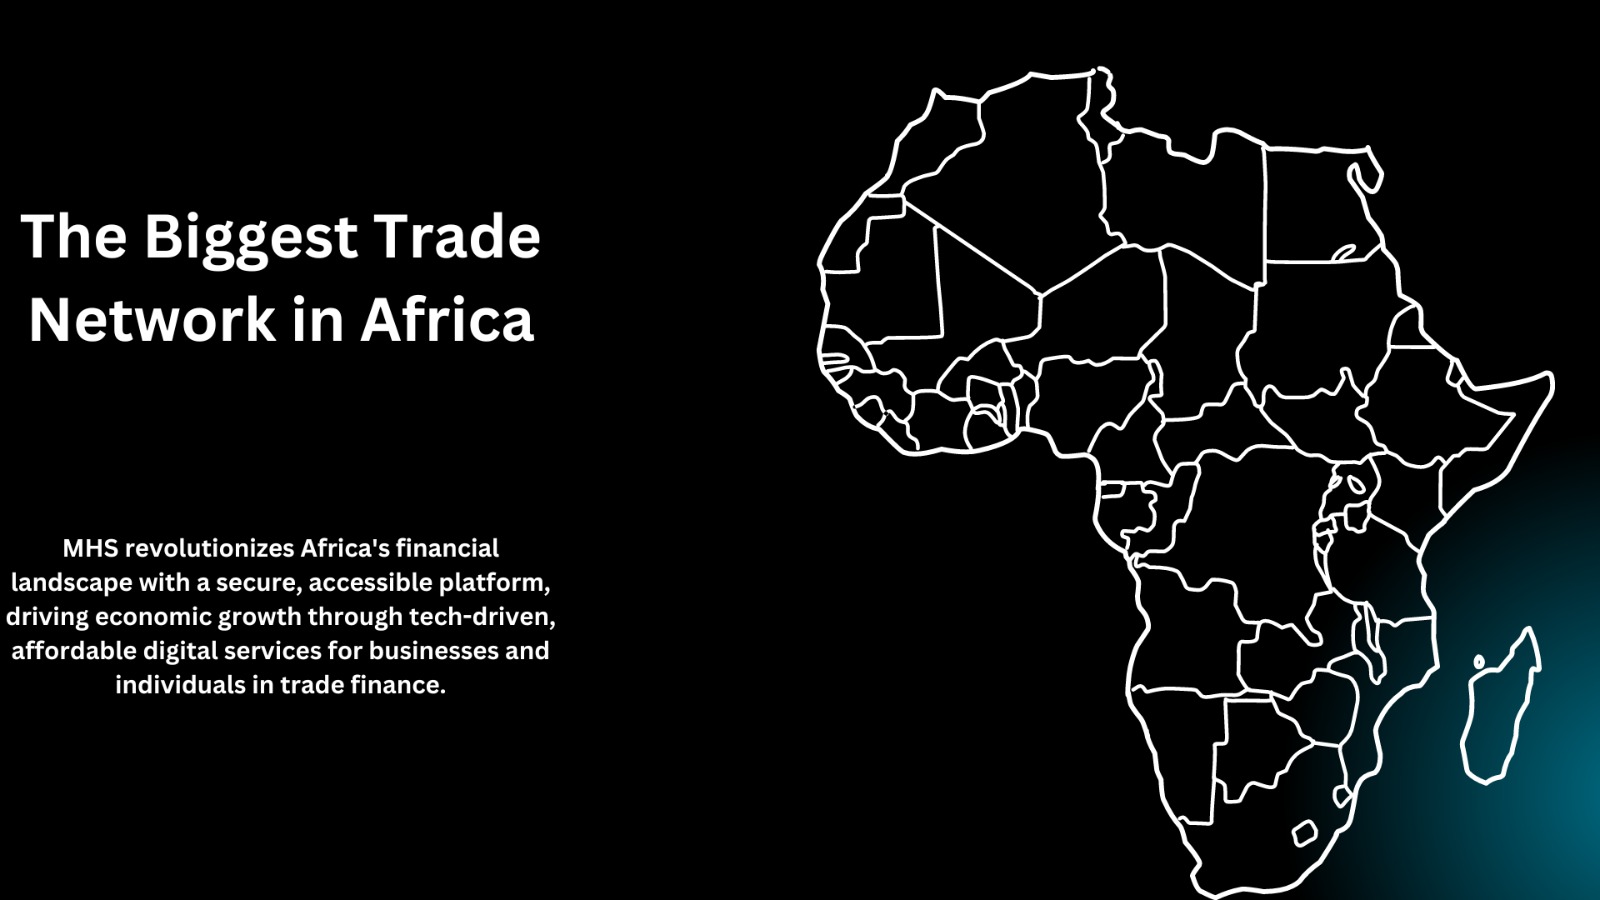 The Biggest Trade
Network in Africa
MHS revolutionizes Africa's financial
landscape with a secure, accessible platform,
driving economic growth through tech-driven,
affordable digital services for businesses and
individuals in trade finance.